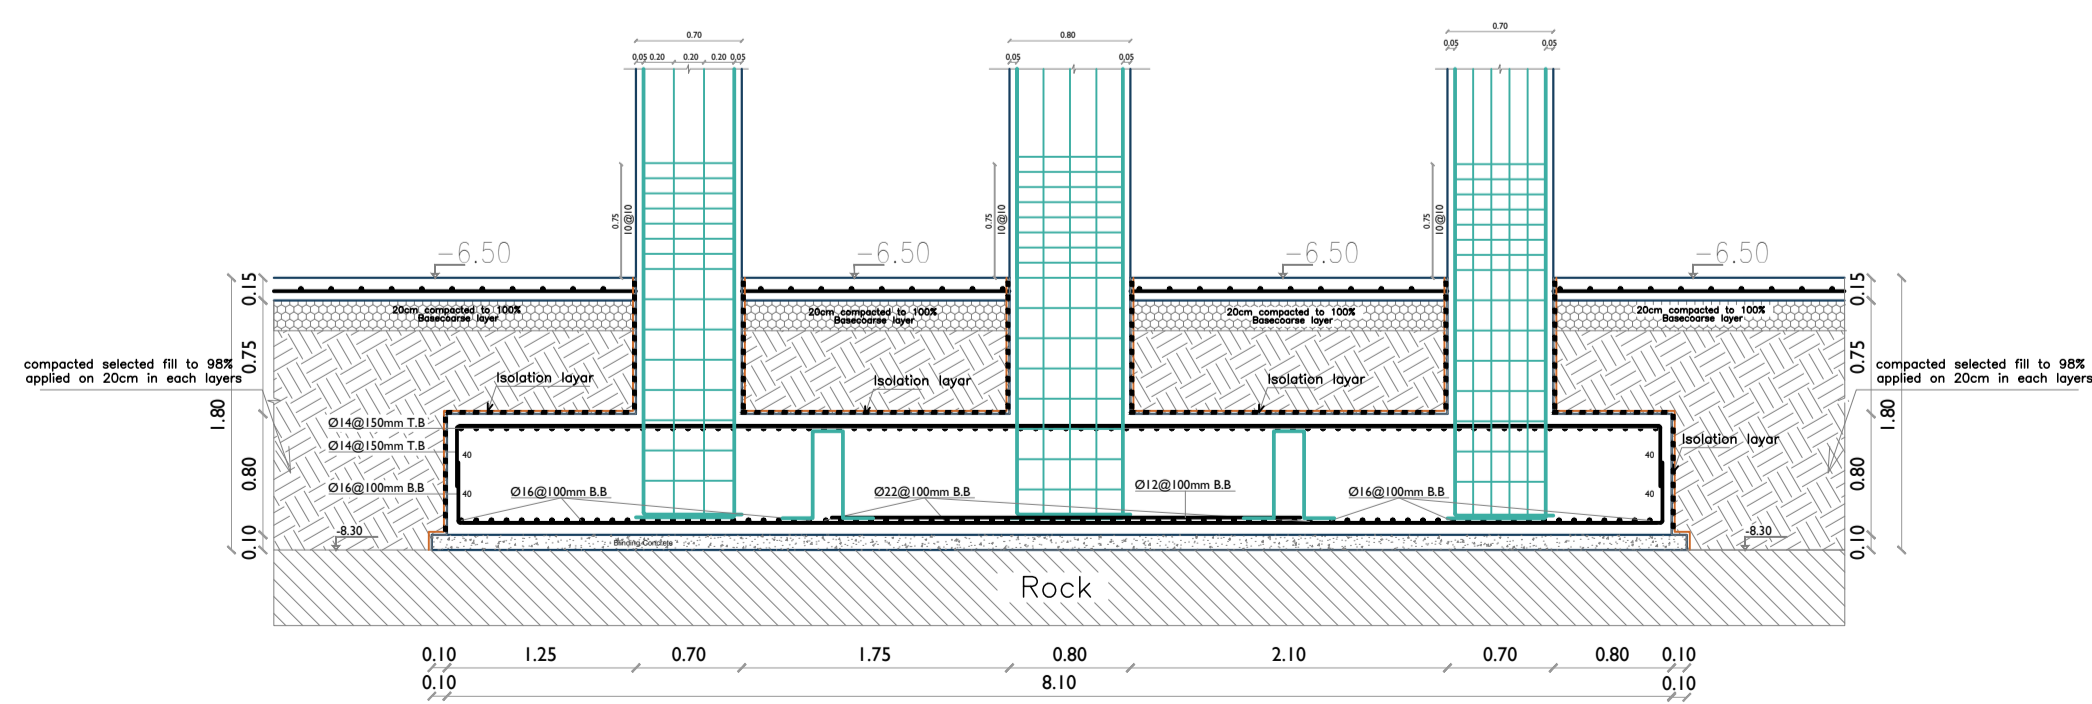 0.70
0.80
0.70
0.05 0.20 0.20 0.20 0.05
0.05 0.05
0.05 0.05
0.75
10@10
0.75
10@10
0.75
10@10
-6.50
-6.50
-6.50
-6.50
0.15
0.15
20cm compacted to 100%
Basecoarse layer
20cm compacted to 100%
Basecoarse layer
20cm compacted to 100%
Basecoarse layer
20cm compacted to 100%
Basecoarse layer
compacted selected fill to 98%
applied on 20cm in each layers
0.75
0.75
compacted selected fill to 98%
applied on 20cm in each layers
Isolation layar
Isolation layar
Isolation layar
1.80
1.80
Ø14@150mm T.B
Ø14@150mm T.B
Isolation layar
40
40
0.80
0.80
Ø16@100mm B.B
40
40
Ø16@100mm B.B
Ø22@100mm B.B
Ø12@100mm B.B
Ø16@100mm B.B
-8.30
-8.30
0.10
0.10
Blinding Concrete
Rock
0.10 1.25 0.70 1.75 0.80 2.10 0.70 0.80 0.10
0.10 8.10 0.10